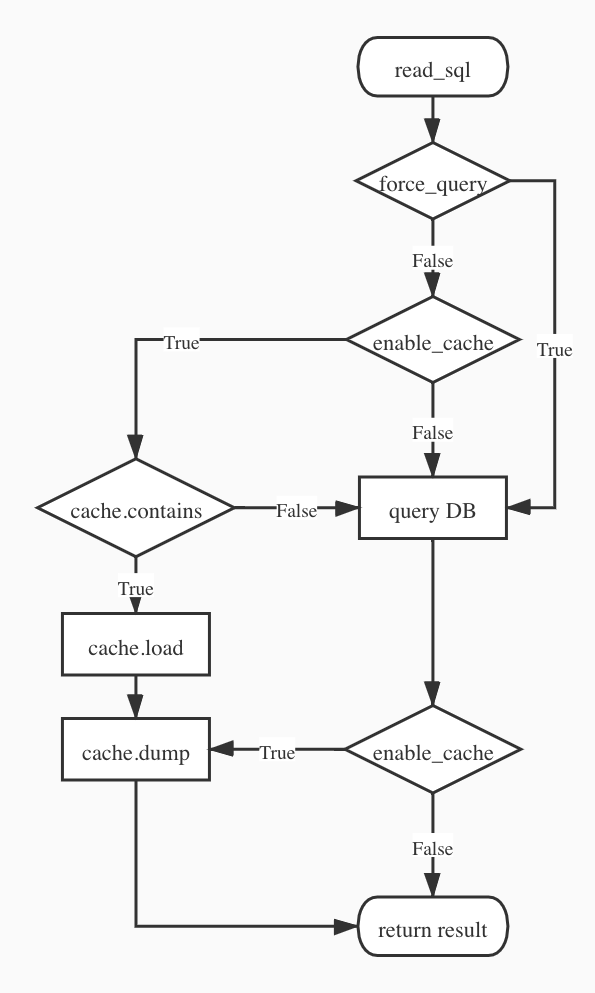 read_sql
force_query
False
True
enable_cache
True
False
cache.contains
False
query DB
True
cache.load
cache.dump
True
enable_cache
False
return result